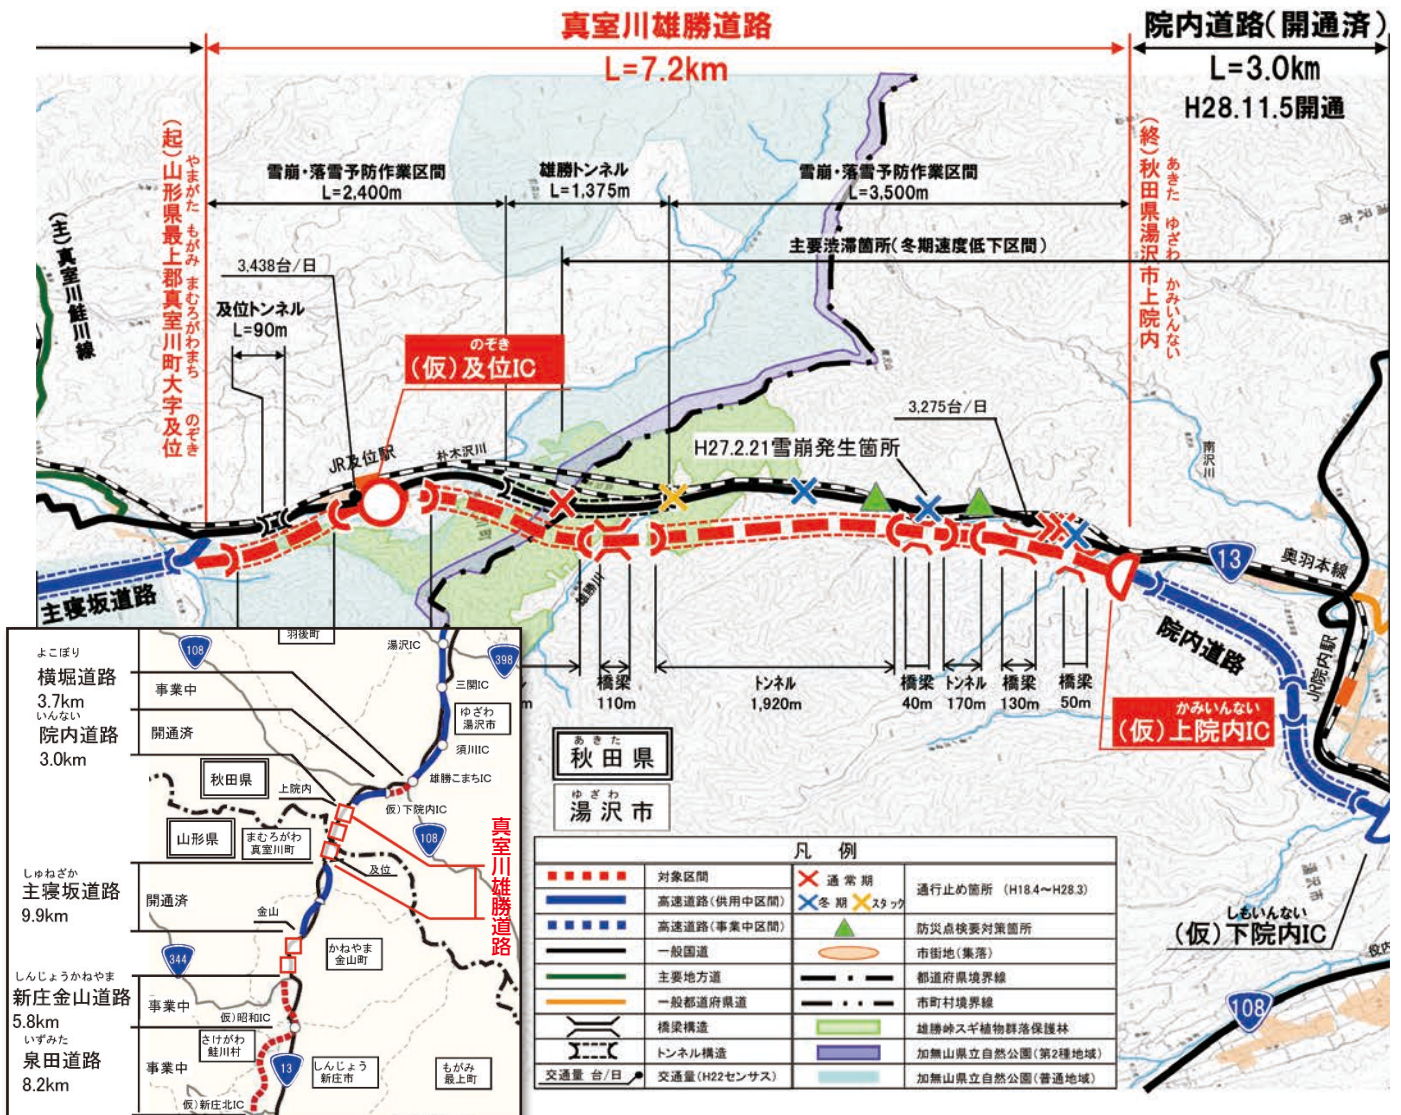 真室川雄勝道路
L=7.2km
院内道路(開通済)
L=3.0km
H28.11.5開通
(起)山形県最上郡真室川町大字及位
やまがた もがみ まむろがわまち のぞき
(終)秋田県湯沢市上院内
あきた ゆざわ かみいんない
雪崩・落雪予防作業区間
L=2,400m
雄勝トンネル
L=1,375m
雪崩・落雪予防作業区間
L=3,500m
主要渋滞箇所(冬期速度低下区間)
(主)真室川鮭川線
3,438台/日
及位トンネル
L=90m
のぞき
(仮)及位IC
JR及位駅
朴木沢川
H27.2.21雪崩発生箇所
3,275台/日
南沢川
13
奥羽本線
主寝坂道路
雄勝川
院内道路
JR院内駅
橋梁
110m
トンネル
1,920m
橋梁
40m
トンネル
170m
橋梁
130m
橋梁
50m
かみいんない
(仮)上院内IC
あきた
秋田県
ゆざわ
湯沢市
しもいんない
(仮)下院内IC
108
よこぼり
横堀道路
3.7km
事業中
いんない
院内道路
3.0km
開通済
108
羽後町
湯沢IC
398
三関IC
ゆざわ
湯沢市
須川IC
雄勝こまちIC
秋田県
上院内
(仮)下院内IC
山形県
まむろがわ
真室川町
108
真室川雄勝道路
及位
しゅねざか
主寝坂道路
9.9km
開通済
金山
344
かねやま
金山町
しんじょうかねやま
新庄金山道路
5.8km
事業中
(仮)昭和IC
いずみた
泉田道路
8.2km
事業中
さけがわ
鮭川村
13
しんじょう
新庄市
もがみ
最上町
(仮)新庄北IC
凡 例
対象区間
高速道路(供用中区間)
高速道路(事業中区間)
一般国道
主要地方道
一般都道府県道
橋梁構造
トンネル構造
交通量 台/日
交通量(H22センサス)
通常期
冬期
スタック
通行止め箇所 (H18.4~H28.3)
防災点検要対策箇所
市街地(集落)
都道府県境界線
市町村境界線
雄勝峠スギ植物群落保護林
加無山県立自然公園(第2種地域)
加無山県立自然公園(普通地域)